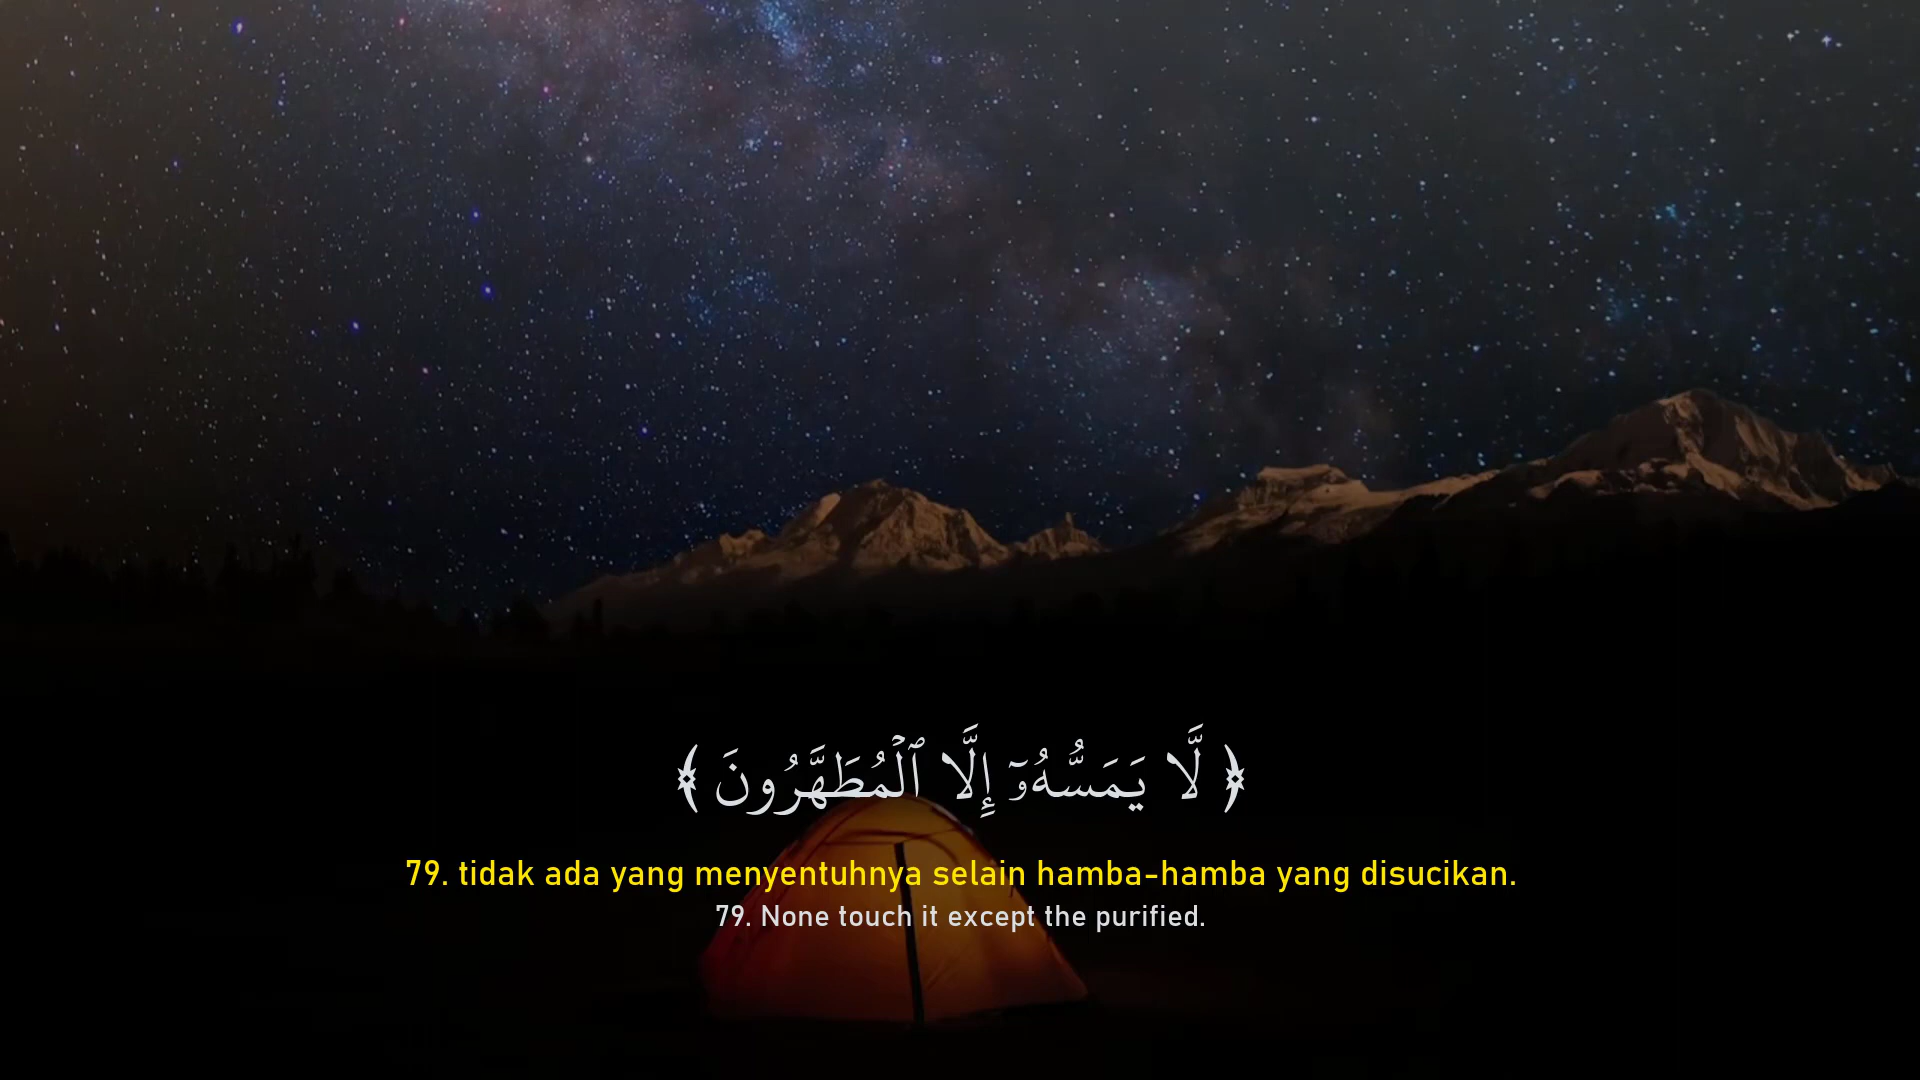 ﴿ لَّا يَمَسُّهُۥٓ إِلَّا ٱلْمُطَهَّرُونَ ﴾
79. tidak ada yang menyentuhnya selain hamba-hamba yang disucikan.
79. None touch it except the purified.